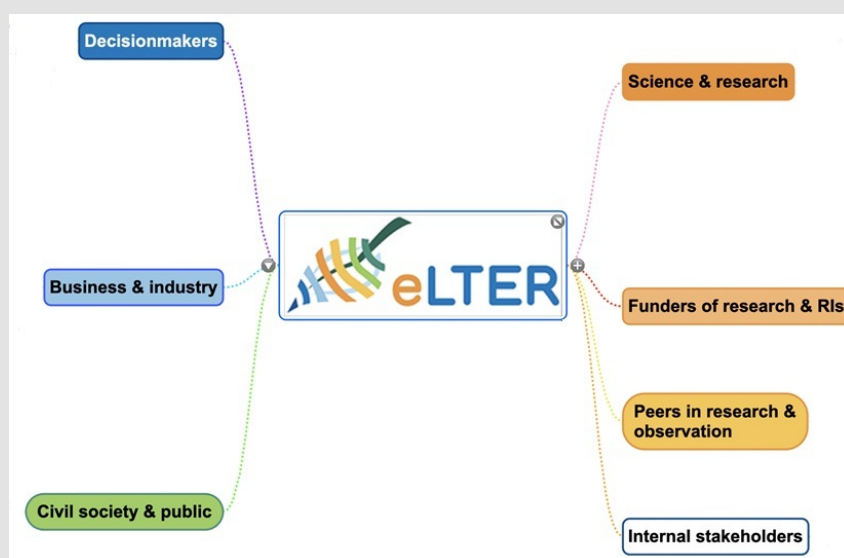 Decisionmakers
Science & research
eLTER
Business & industry
Funders of research & RIs
Peers in research &
observation
Civil society & public
Internal stakeholders